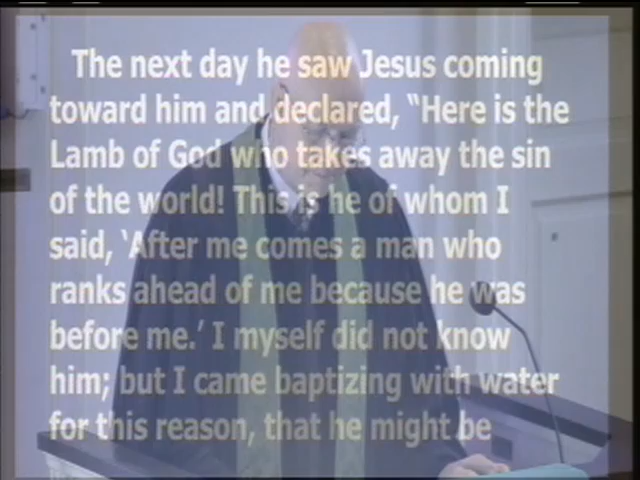 The next day he saw Jesus coming
toward him and declared, “Here is the
Lamb of God who takes away the sin
of the world! This is he of whom I
said, ‘After me comes a man who
ranks ahead of me because he was
before me.’ I myself did not know
him; but I came baptizing with water
for this reason, that he might be